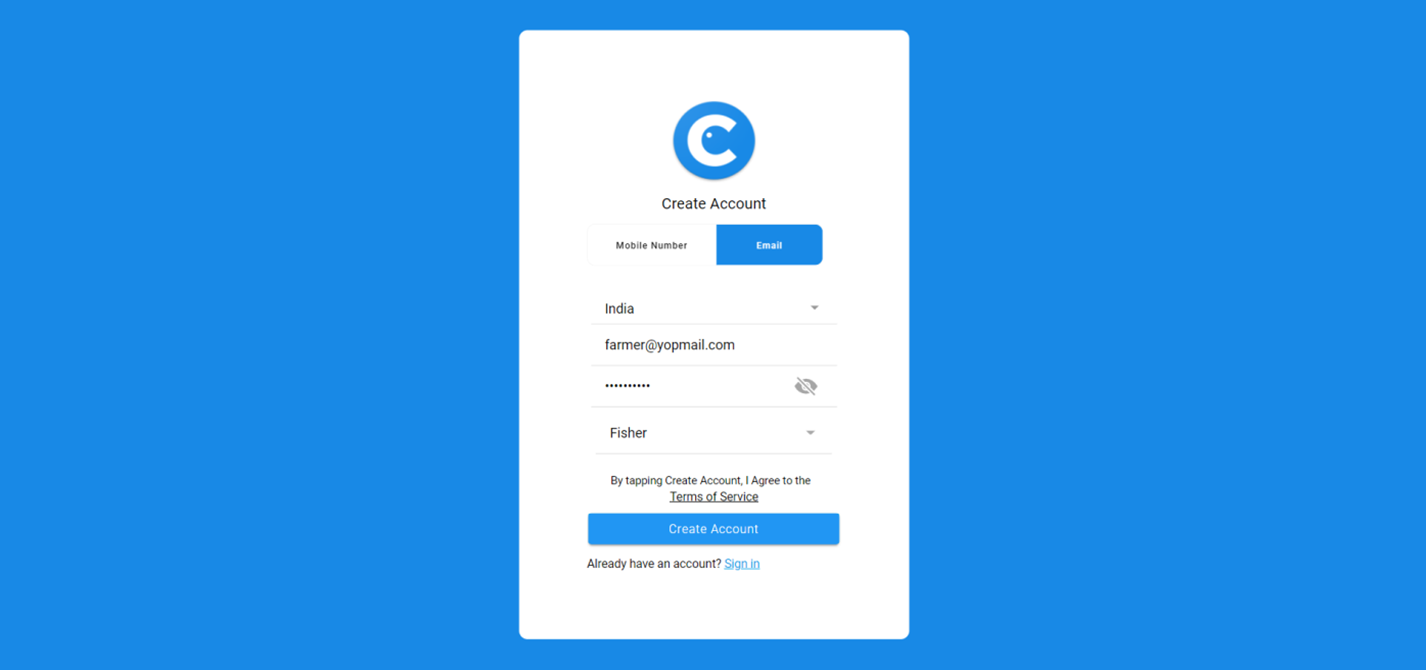 Create Account
Mobile Number
Email
India
farmer@yopmail.com
••••••••••
Fisher
By tapping Create Account, I Agree to the
Terms of Service
Create Account
Already have an account? Sign in